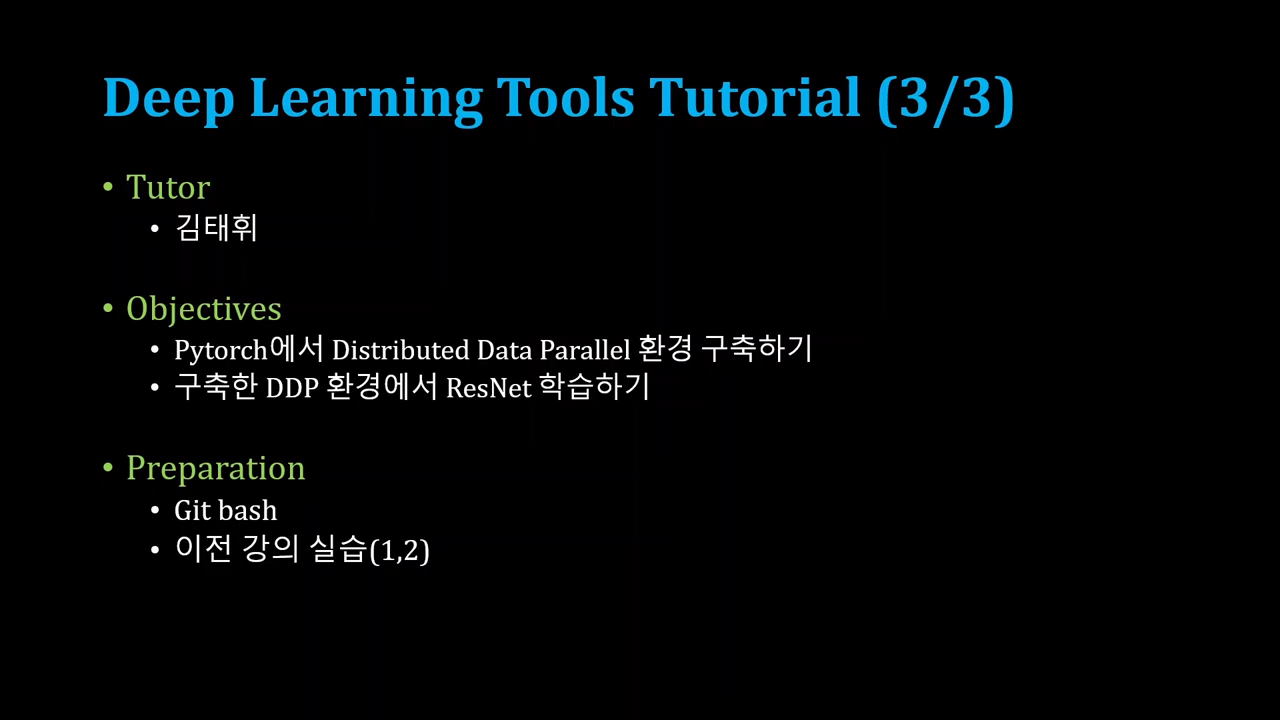 Deep Learning Tools Tutorial (3/3)
• Tutor
• 김태휘
• Objectives
• Pytorch에서 Distributed Data Parallel 환경 구축하기
• 구축한 DDP 환경에서 ResNet 학습하기
• Preparation
• Git bash
• 이전 강의 실습(1,2)